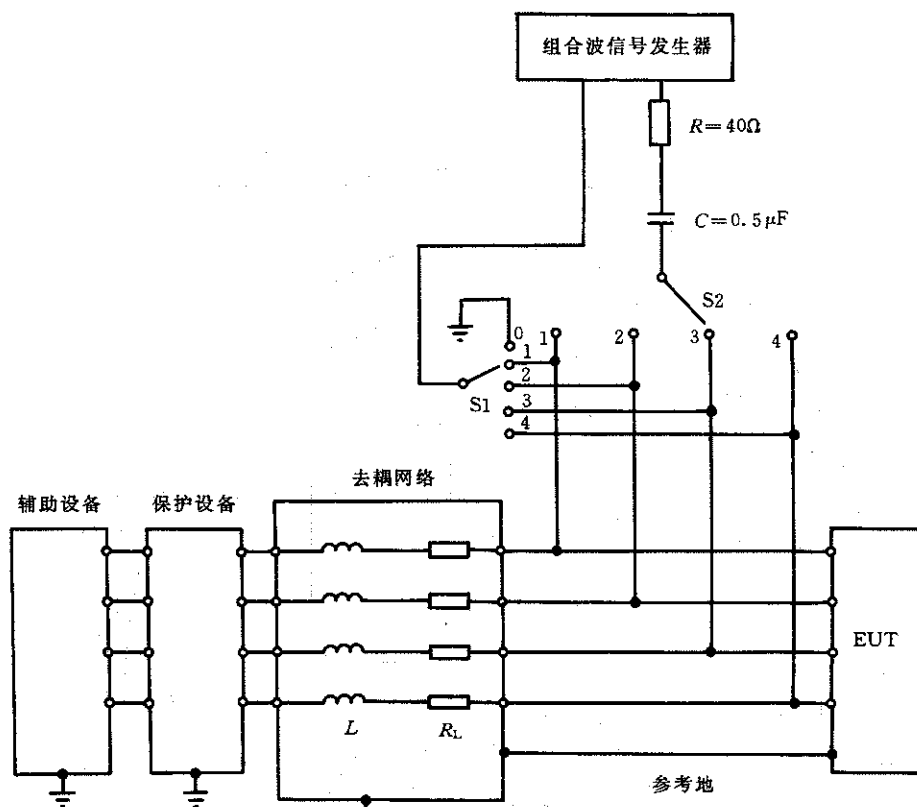 组合波信号发生器
R=40Ω
C=0.5μF
S2
0
1
2
3
4
1
2
3
4
S1
去耦网络
辅助设备
保护设备
EUT
L
R_L
参考地